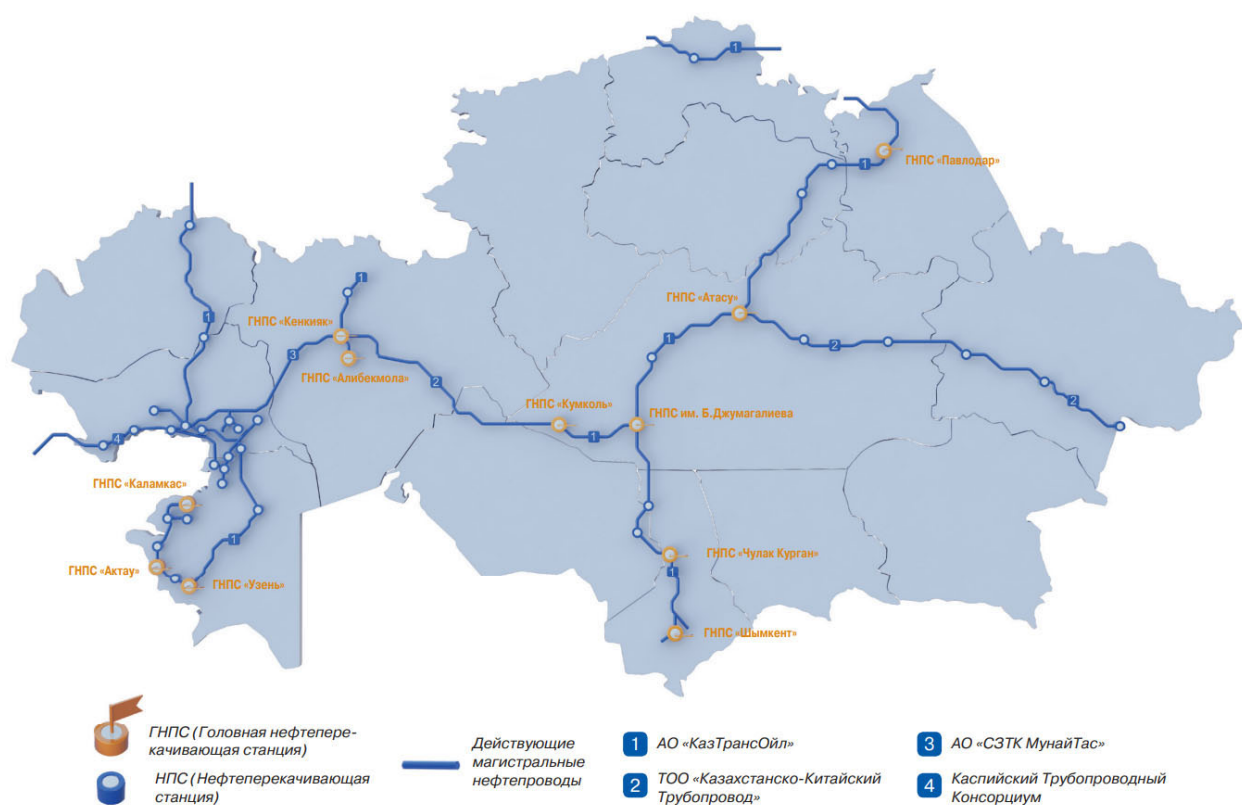 1
1
ГНПС «Павлодар»
1
ГНПС «Атасу»
1
ГНПС «Кенкияк»
1
3
2
ГНПС «Алибекмола»
2
2
ГНПС «Кумколь»
ГНПС им. Б.Джумагалиева
4
1
ГНПС «Каламкас»
1
ГНПС «Чулак Курган»
ГНПС «Актау»
ГНПС «Узень»
1
ГНПС «Шымкент»
ГНПС (Головная нефтепере-
качивающая станция)
НПС (Нефтеперекачивающая
станция)
Действующие
магистральные
нефтепроводы
1 АО «КазТрансОйл»
2 ТОО «Казахстанско-Китайский
Трубопровод»
3 АО «СЗТК МунайТас»
4 Каспийский Трубопроводный
Консорциум